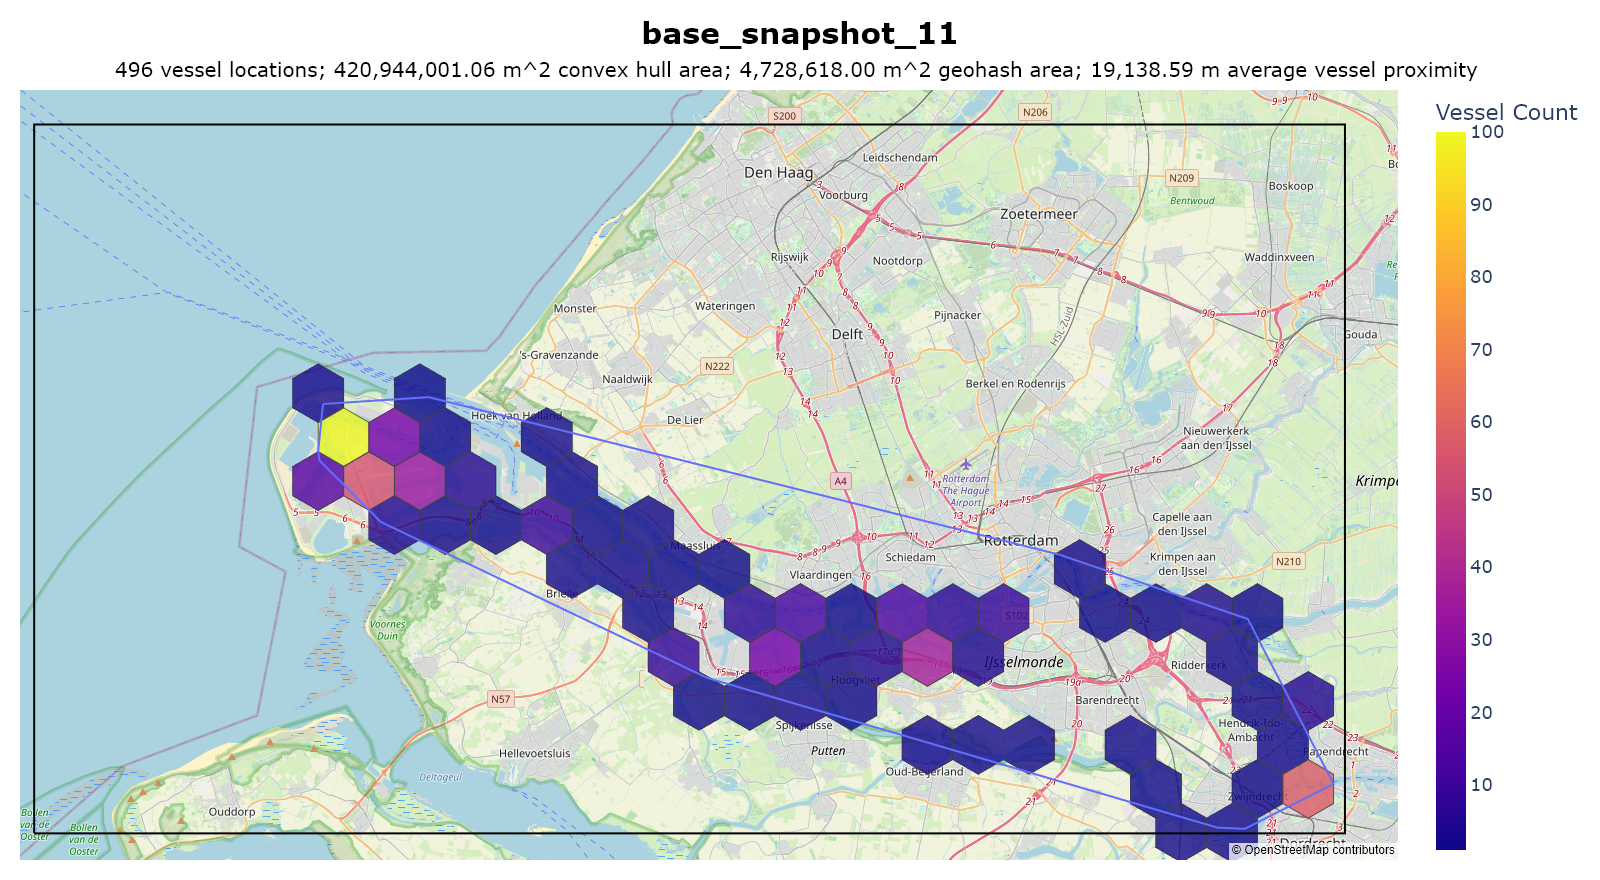 base_snapshot_11
496 vessel locations; 420,944,001.06 m^2 convex hull area; 4,728,618.00 m^2 geohash area; 19,138.59 m average vessel proximity
Vessel Count
100
90
80
70
60
50
40
30
20
10
S200
N206
Leidschendam
Den Haag
Voorburg
N209
Boskoop
Bentwoud
Zoetermeer
Rijswijk
Nootdorp
Waddinxveen
Monster
Wateringen
Pijnacker
HSL-Zuid
Delft
Gouda
's-Gravenzande
N222
Naaldwijk
Berkel en Rodenrijs
Hoek van Holland
De Lier
Nieuwerkerk
aan den IJssel
A4
Rotterdam
The Hague
Airport
Capelle aan
den IJssel
Rotterdam
Maassluis
Schiedam
Krimpen aan
den IJssel
N210
Vlaardingen
Brielle
S102
Voornes
Duin
IJsselmonde
Ridderkerk
Hoogvliet
N57
Barendrecht
Spijkenisse
Hendrik-Ido-
Ambacht
Hellevoetsluis
Putten
Papendrecht
Oud-Beijerland
Deltageul
Zwijndrecht
Ouddorp
Bollen
van de
Ooster
Bollen
van de
Ooster
Dordrecht
© OpenStreetMap contributors